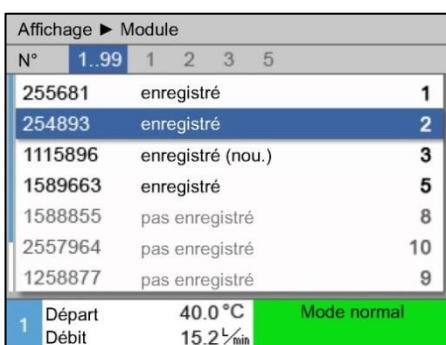 Affichage ► Module
N° 1..99 1 2 3 5
255681 enregistré 1
254893 enregistré 2
1115896 enregistré (nou.) 3
1589663 enregistré 5
1588855 pas enregistré 8
2557964 pas enregistré 10
1258877 pas enregistré 9
1 Départ 40.0 °C Mode normal
Débit 15.2 L/min